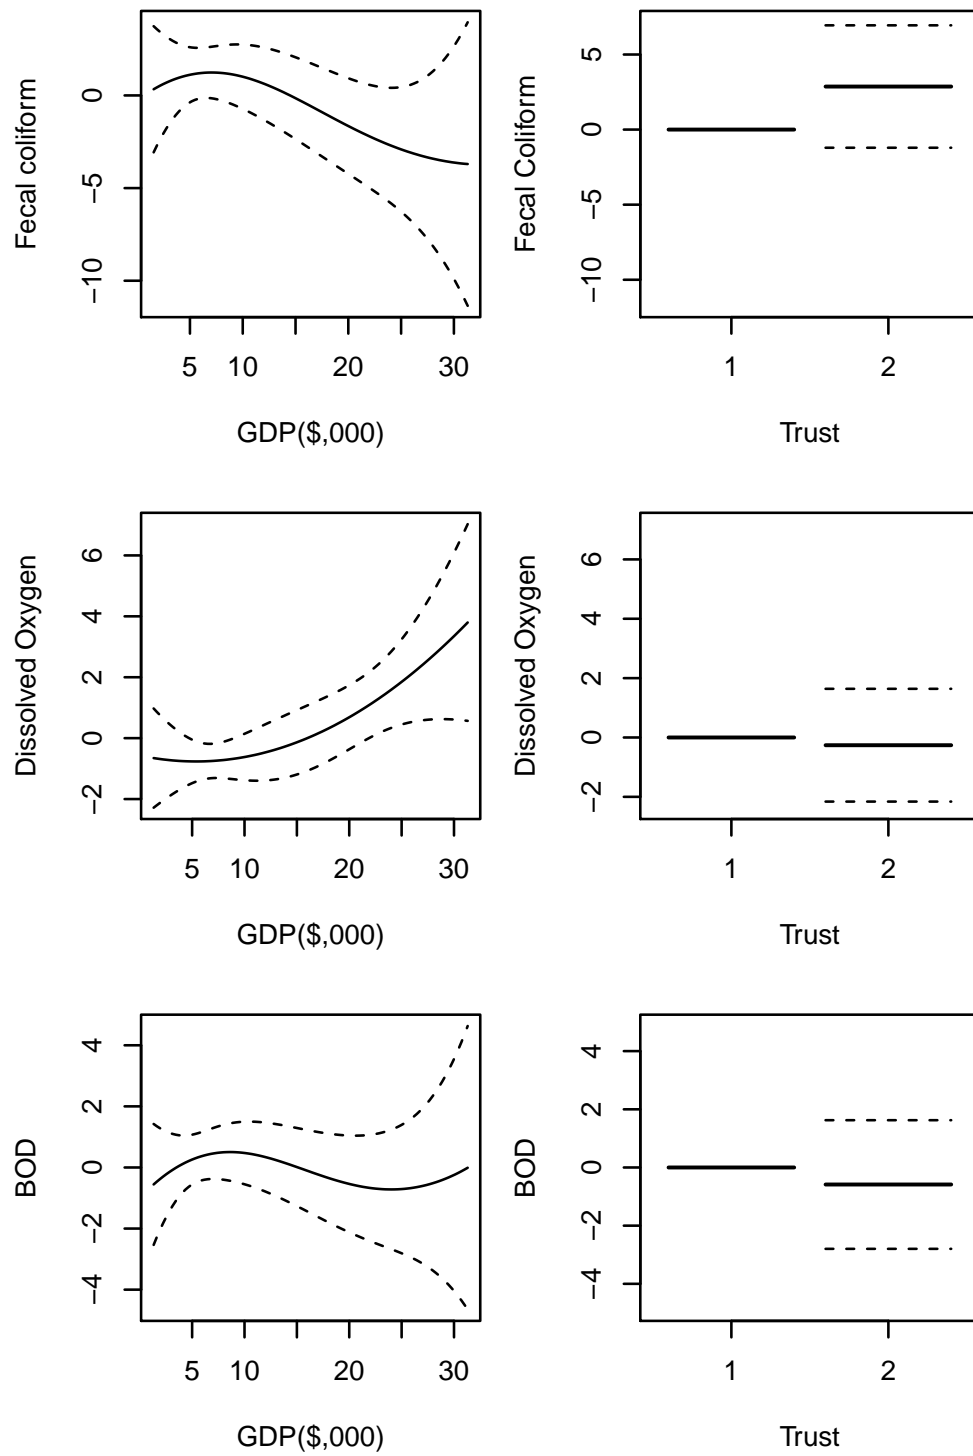 Fecal coliform
0
−5
−10
5 10 20 30
GDP($,000)
Fecal Coliform
5
0
−5
−10
1 2
Trust
Dissolved Oxygen
6
4
2
0
−2
5 10 20 30
GDP($,000)
Dissolved Oxygen
6
4
2
0
−2
1 2
Trust
BOD
4
2
0
−2
−4
5 10 20 30
GDP($,000)
BOD
4
2
0
−2
−4
1 2
Trust